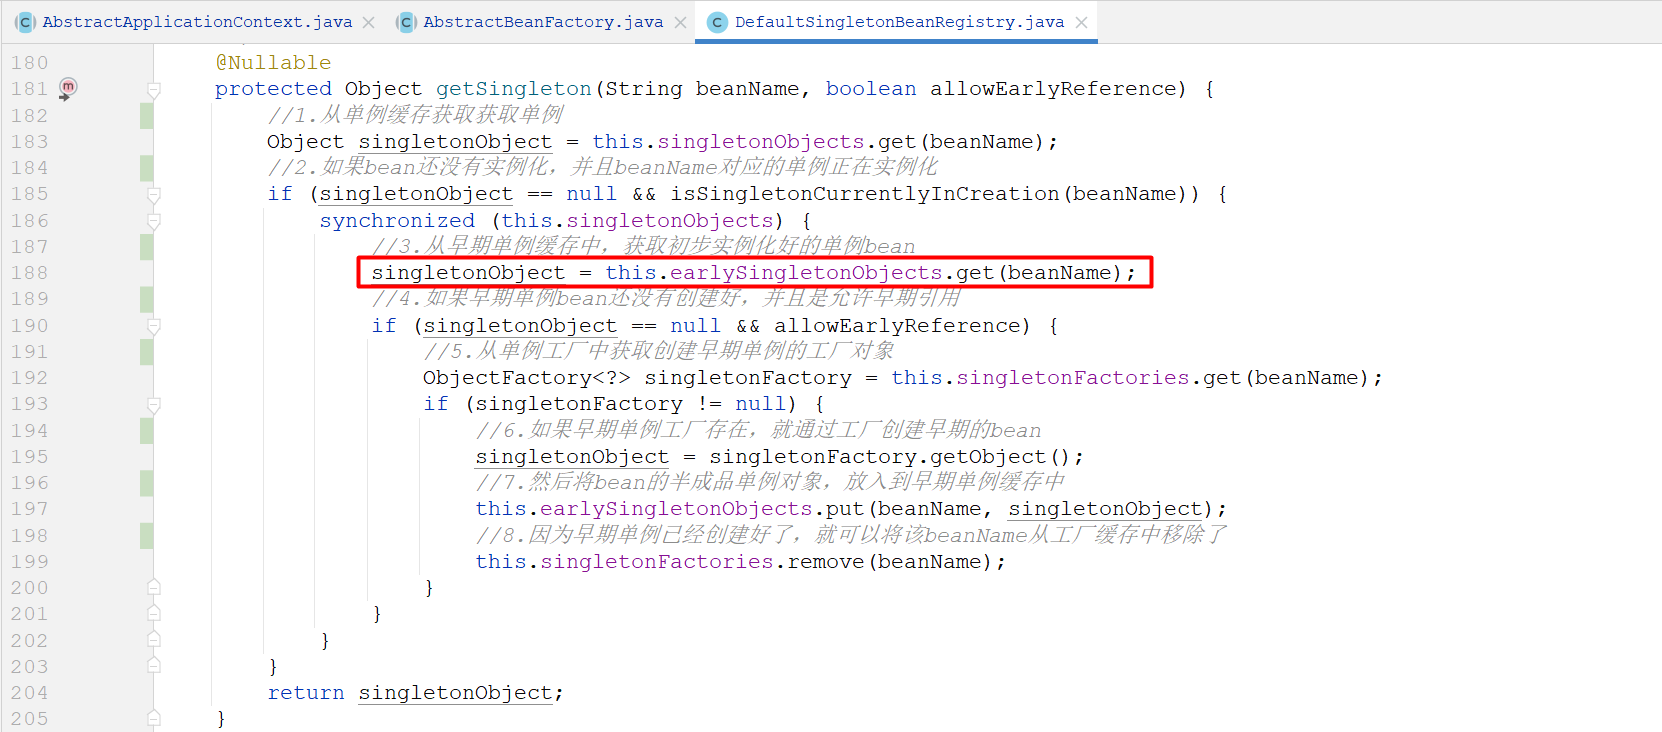 AbstractApplicationContext.java AbstractBeanFactory.java DefaultSingletonBeanRegistry.java
180 @Nullable
181 protected Object getSingleton(String beanName, boolean allowEarlyReference) {
182 //1.从单例缓存获取获取单例
183 Object singletonObject = this.singletonObjects.get(beanName);
184 //2.如果bean还没有实例化，并且beanName对应的单例正在实例化
185 if (singletonObject == null && isSingletonCurrentlyInCreation(beanName)) {
186 synchronized (this.singletonObjects) {
187 //3.从早期单例缓存中，获取初步实例化好的单例bean
188 singletonObject = this.earlySingletonObjects.get(beanName);
189 //4.如果早期单例bean还没有创建好，并且是允许早期引用
190 if (singletonObject == null && allowEarlyReference) {
191 //5.从单例工厂中获取创建早期单例的工厂对象
192 ObjectFactory<?> singletonFactory = this.singletonFactories.get(beanName);
193 if (singletonFactory != null) {
194 //6.如果早期单例工厂存在，就通过工厂创建早期的bean
195 singletonObject = singletonFactory.getObject();
196 //7.然后将bean的半成品单例对象，放入到早期单例缓存中
197 this.earlySingletonObjects.put(beanName, singletonObject);
198 //8.因为早期单例已经创建好了，就可以将该beanName从工厂缓存中移除了
199 this.singletonFactories.remove(beanName);
200 }
201 }
202 }
203 }
204 return singletonObject;
205 }